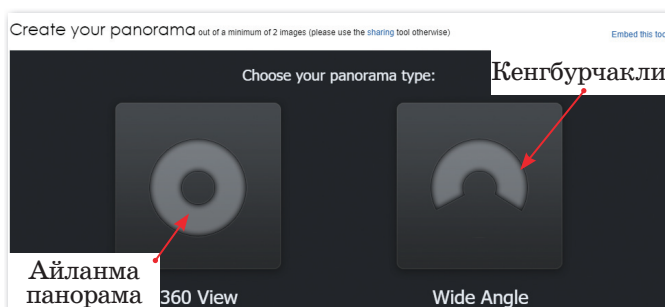 Create your panorama out of a minimum of 2 images (please use the sharing tool otherwise)
Embed this too
Choose your panorama type:
Кенгбурчакли
Айланма
панорама
360 View
Wide Angle